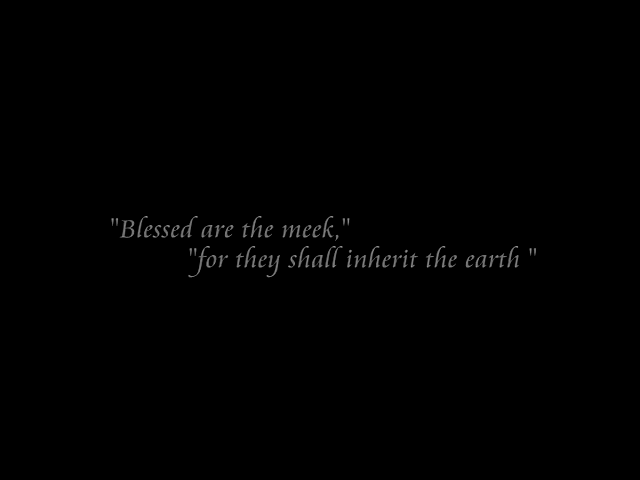 "Blessed are the meek,"
"for they shall inherit the earth "